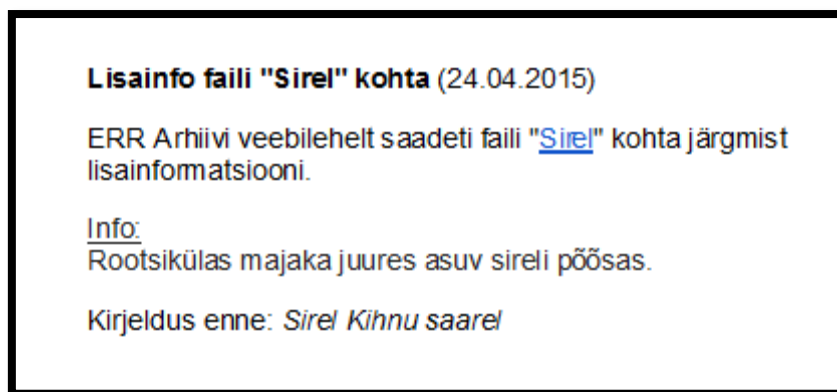 Lisainfo faili "Sirel" kohta (24.04.2015)
ERR Arhiivi veebilehelt saadeti faili "Sirel" kohta järgmist
lisainformatsiooni.
Info:
Rootsikülas majaka juures asuv sireli põõsas.
Kirjeldus enne: Sirel Kihnu saarel